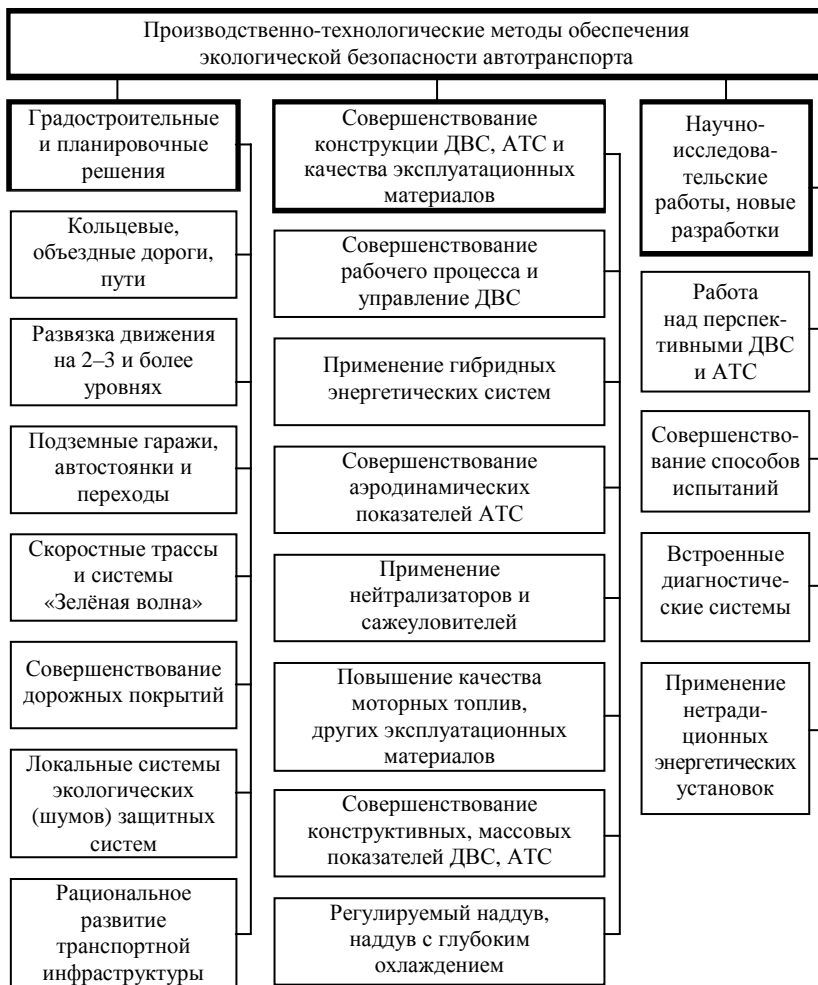 Производственно-технологические методы обеспечения
экологической безопасности автотранспорта
Градостроительные
и планировочные
решения
Кольцевые,
объездные дороги,
пути
Развязка движения
на 2–3 и более
уровнях
Подземные гаражи,
автостоянки и
переходы
Скоростные трассы
и системы
«Зелёная волна»
Совершенствование
дорожных покрытий
Локальные системы
экологических
(шумов) защитных
систем
Рациональное
развитие
транспортной
инфраструктуры
Совершенствование
конструкции ДВС, АТС и
качества эксплуатационных
материалов
Совершенствование
рабочего процесса и
управление ДВС
Применение гибридных
энергетических систем
Совершенствование
аэродинамических
показателей АТС
Применение
нейтрализаторов и
сажеуловителей
Повышение качества
моторных топлив,
других эксплуатационных
материалов
Совершенствование
конструктивных, массовых
показателей ДВС, АТС
Регулируемый наддув,
наддув с глубоким
охлаждением
Научно-
исследова-
тельские
работы, новые
разработки
Работа
над перспек-
тивными ДВС
и АТС
Совершенство-
вание способов
испытаний
Встроенные
диагностиче-
ские системы
Применение
нетради-
ционных
энергетических
установок